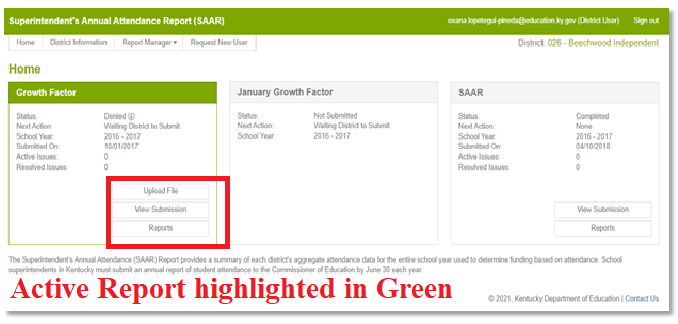 Superintendent's Annual Attendance Report (SAAR)
exana.lopetegui-pineda@education.ky.gov (District User) Sign out
Home District Information Report Manager Request New User
District: 026 - Beechwood Independent
Home
Growth Factor
Status: Denied
Next Action: Waiting District to Submit
School Year: 2016 - 2017
Submitted On: 10/01/2017
Active Issues: 0
Resolved Issues: 0
Upload File
View Submission
Reports
January Growth Factor
Status: Not Submitted
Next Action: Waiting District to Submit
School Year: 2016 - 2017
SAAR
Status: Completed
Next Action: None
School Year: 2016 - 2017
Submitted On: 04/10/2018
Active Issues: 0
Resolved Issues: 0
View Submission
Reports
The Superintendent's Annual Attendance (SAAR) Report provides a summary of each district's aggregate attendance data for the entire school year used to determine funding based on attendance. School
superintendents in Kentucky must submit an annual report of student attendance to the Commissioner of Education by June 30 each year.
Active Report highlighted in Green
© 2021, Kentucky Department of Education || Contact Us